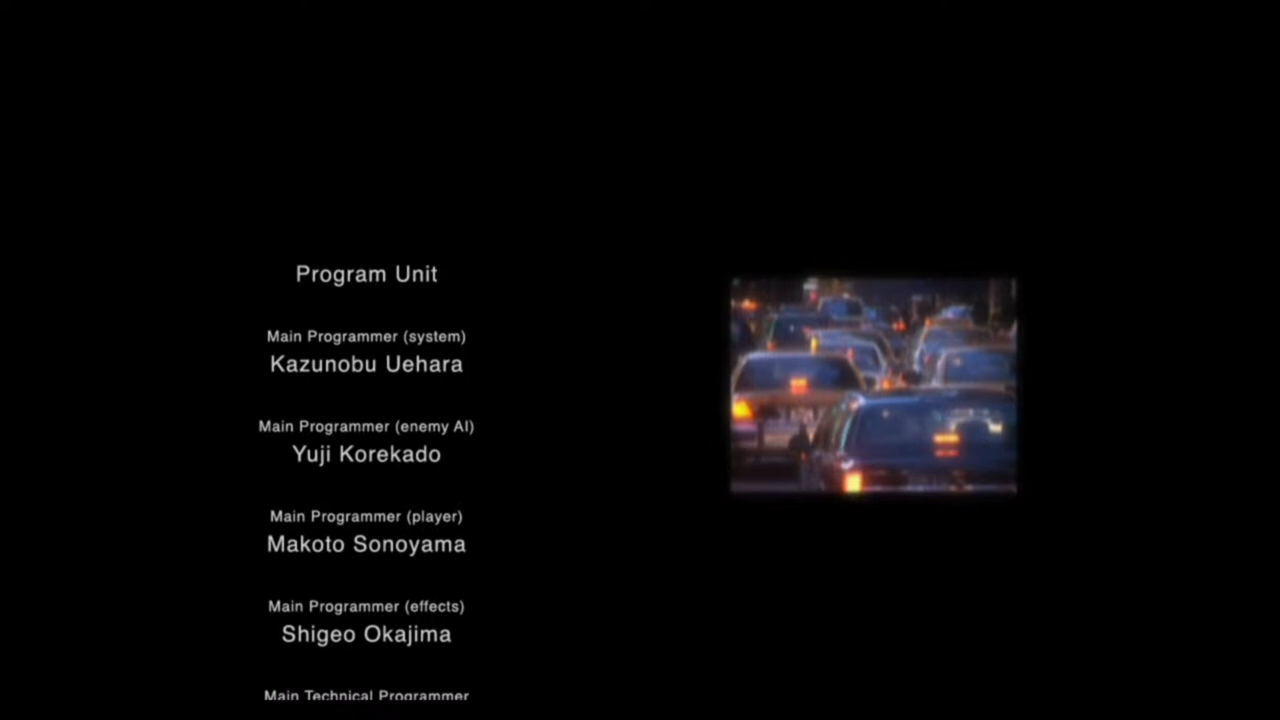 Program Unit
Main Programmer (system)
Kazunobu Uehara
Main Programmer (enemy AI)
Yuji Korekado
Main Programmer (player)
Makoto Sonoyama
Main Programmer (effects)
Shigeo Okajima
Main Technical Programmer